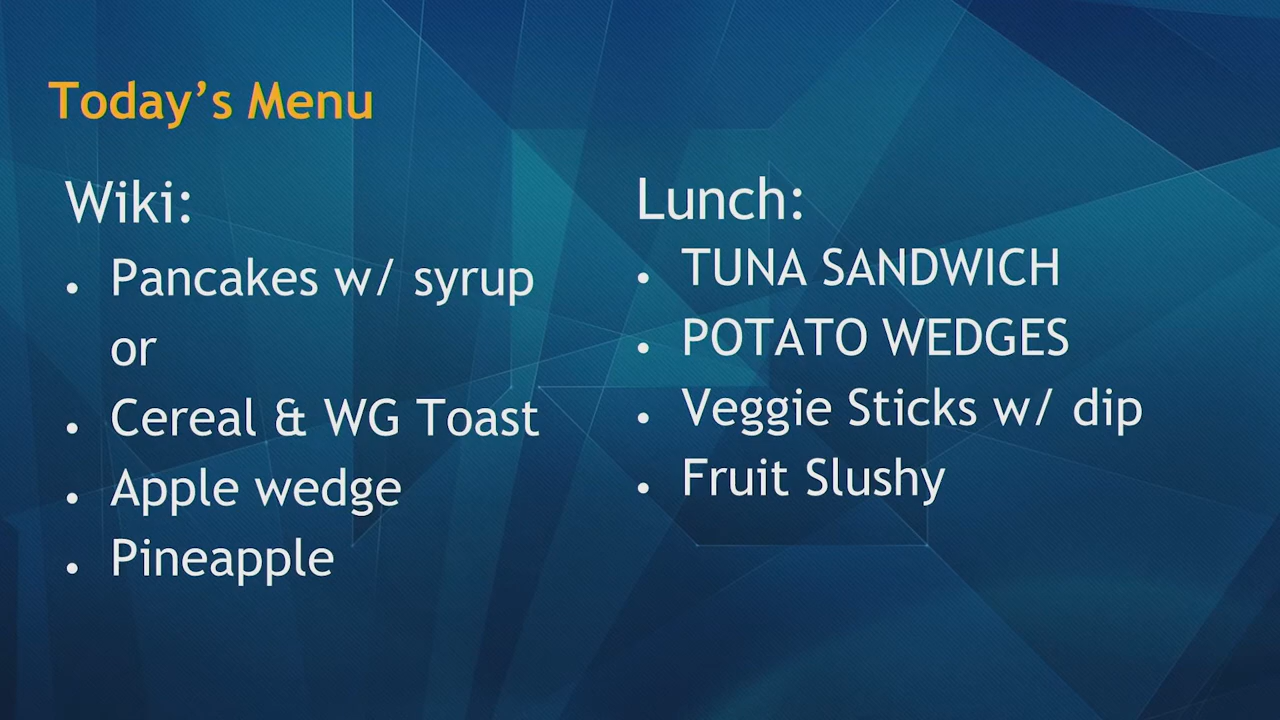 Today’s Menu
Wiki:
• Pancakes w/ syrup
or
• Cereal & WG Toast
• Apple wedge
• Pineapple
Lunch:
• TUNA SANDWICH
• POTATO WEDGES
• Veggie Sticks w/ dip
• Fruit Slushy